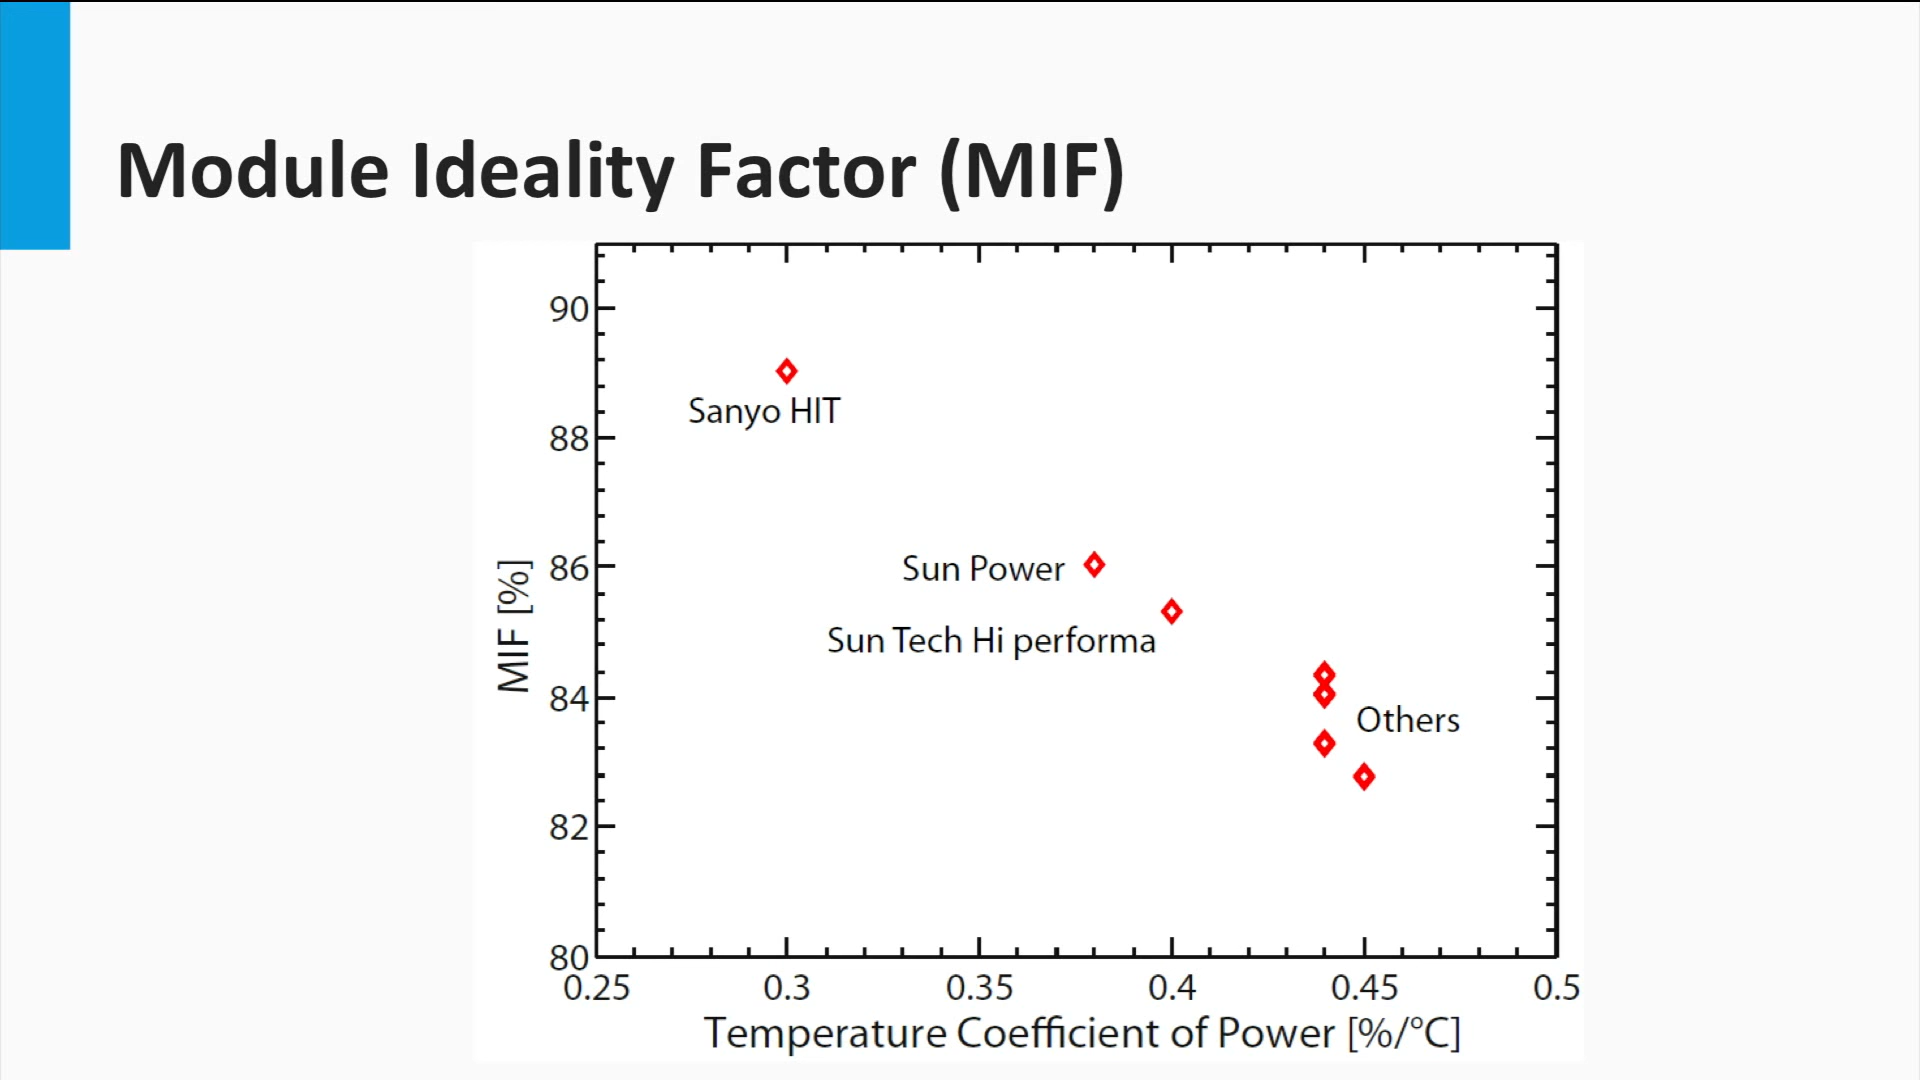 Module Ideality Factor (MIF)
90
88
86
84
82
80
MIF [%]
Sanyo HIT
Sun Power
Sun Tech Hi performa
Others
0.25 0.3 0.35 0.4 0.45 0.5
Temperature Coefficient of Power [%/°C]